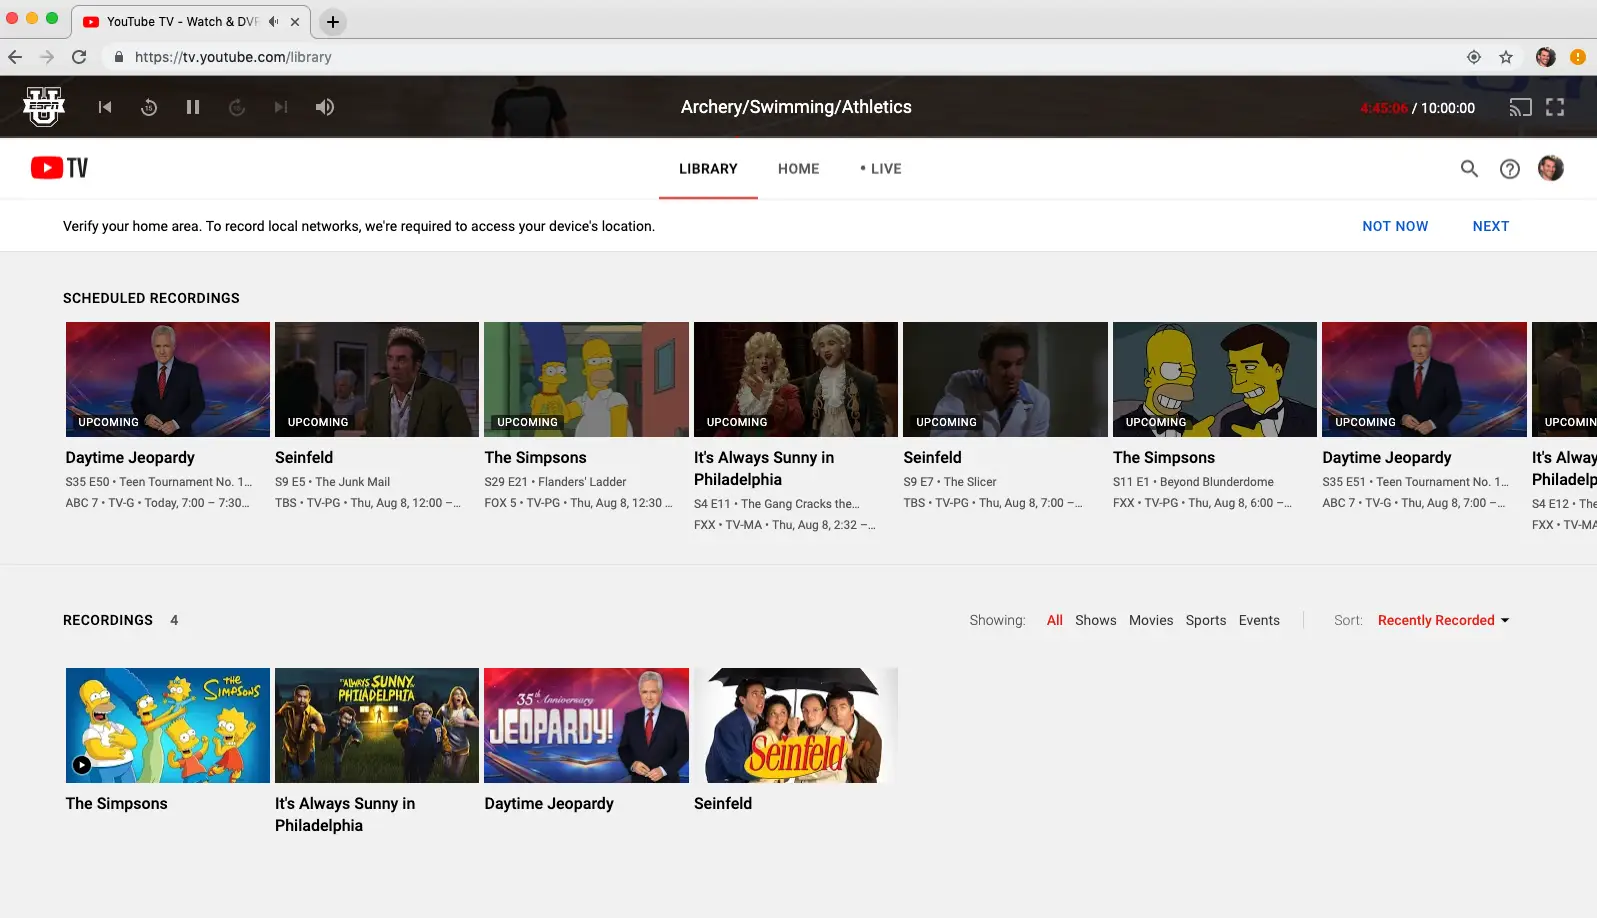 YouTube TV - Watch & DVR
https://tv.youtube.com/library
ESPN U
15
Archery/Swimming/Athletics
4:45:06 / 10:00:00
TV
LIBRARY
HOME
• LIVE
Verify your home area. To record local networks, we're required to access your device's location.
NOT NOW
NEXT
SCHEDULED RECORDINGS
UPCOMING
UPCOMING
UPCOMING
UPCOMING
UPCOMING
UPCOMING
UPCOMING
UPCOMIN
Daytime Jeopardy
S35 E50 • Teen Tournament No. 1...
ABC 7 • TV-G • Today, 7:00 – 7:30...
Seinfeld
S9 E5 • The Junk Mail
TBS • TV-PG • Thu, Aug 8, 12:00 –...
The Simpsons
S29 E21 • Flanders' Ladder
FOX 5 • TV-PG • Thu, Aug 8, 12:30 ...
It's Always Sunny in
Philadelphia
S4 E11 • The Gang Cracks the...
FXX • TV-MA • Thu, Aug 8, 2:32 –...
Seinfeld
S9 E7 • The Slicer
TBS • TV-PG • Thu, Aug 8, 7:00 –...
The Simpsons
S11 E1 • Beyond Blunderdome
FXX • TV-PG • Thu, Aug 8, 6:00 –...
Daytime Jeopardy
S35 E51 • Teen Tournament No. 1...
ABC 7 • TV-G • Thu, Aug 8, 7:00 –...
It's Alway
Philadelp
S4 E12 • The
FXX • TV-MA
RECORDINGS 4
Showing: All Shows Movies Sports Events
Sort: Recently Recorded
THE SIMPSONS
IT'S ALWAYS SUNNY IN
PHILADELPHIA
35th Anniversary
JEOPARDY!
Seinfeld
The Simpsons
It's Always Sunny in
Philadelphia
Daytime Jeopardy
Seinfeld